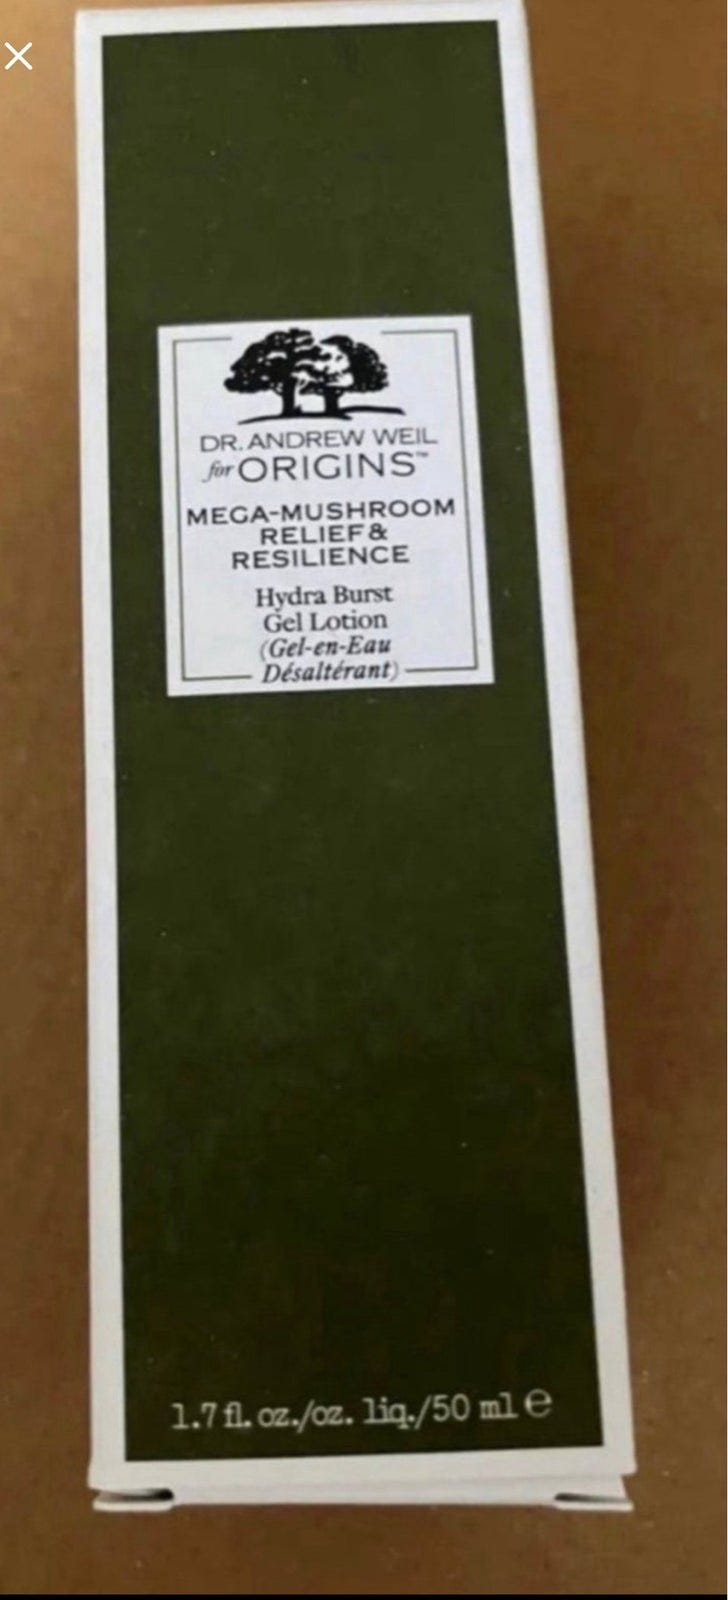 DR. ANDREW WEIL
for ORIGINS™
MEGA-MUSHROOM
RELIEF &
RESILIENCE
Hydra Burst
Gel Lotion
(Gel-en-Eau
Désaltérant)
1.7 fl. oz./oz. liq./50 ml e